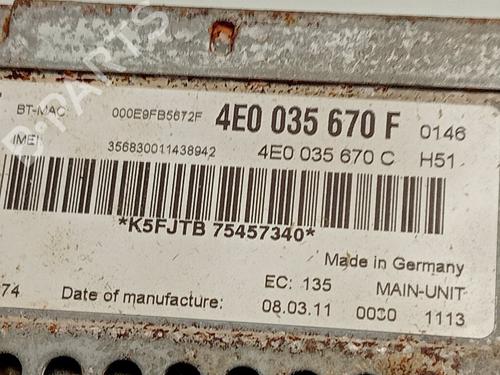 B-PARTS
BT-MAC: 000E9FB5672F 4E0 035 670 F 0146
IMEI: 356830011438942 4E0 035 670 C H51
*K5FJTB 75457340*
Made in Germany
EC: 135 MAIN-UNIT
74 Date of manufacture: 08.03.11 0030 1113